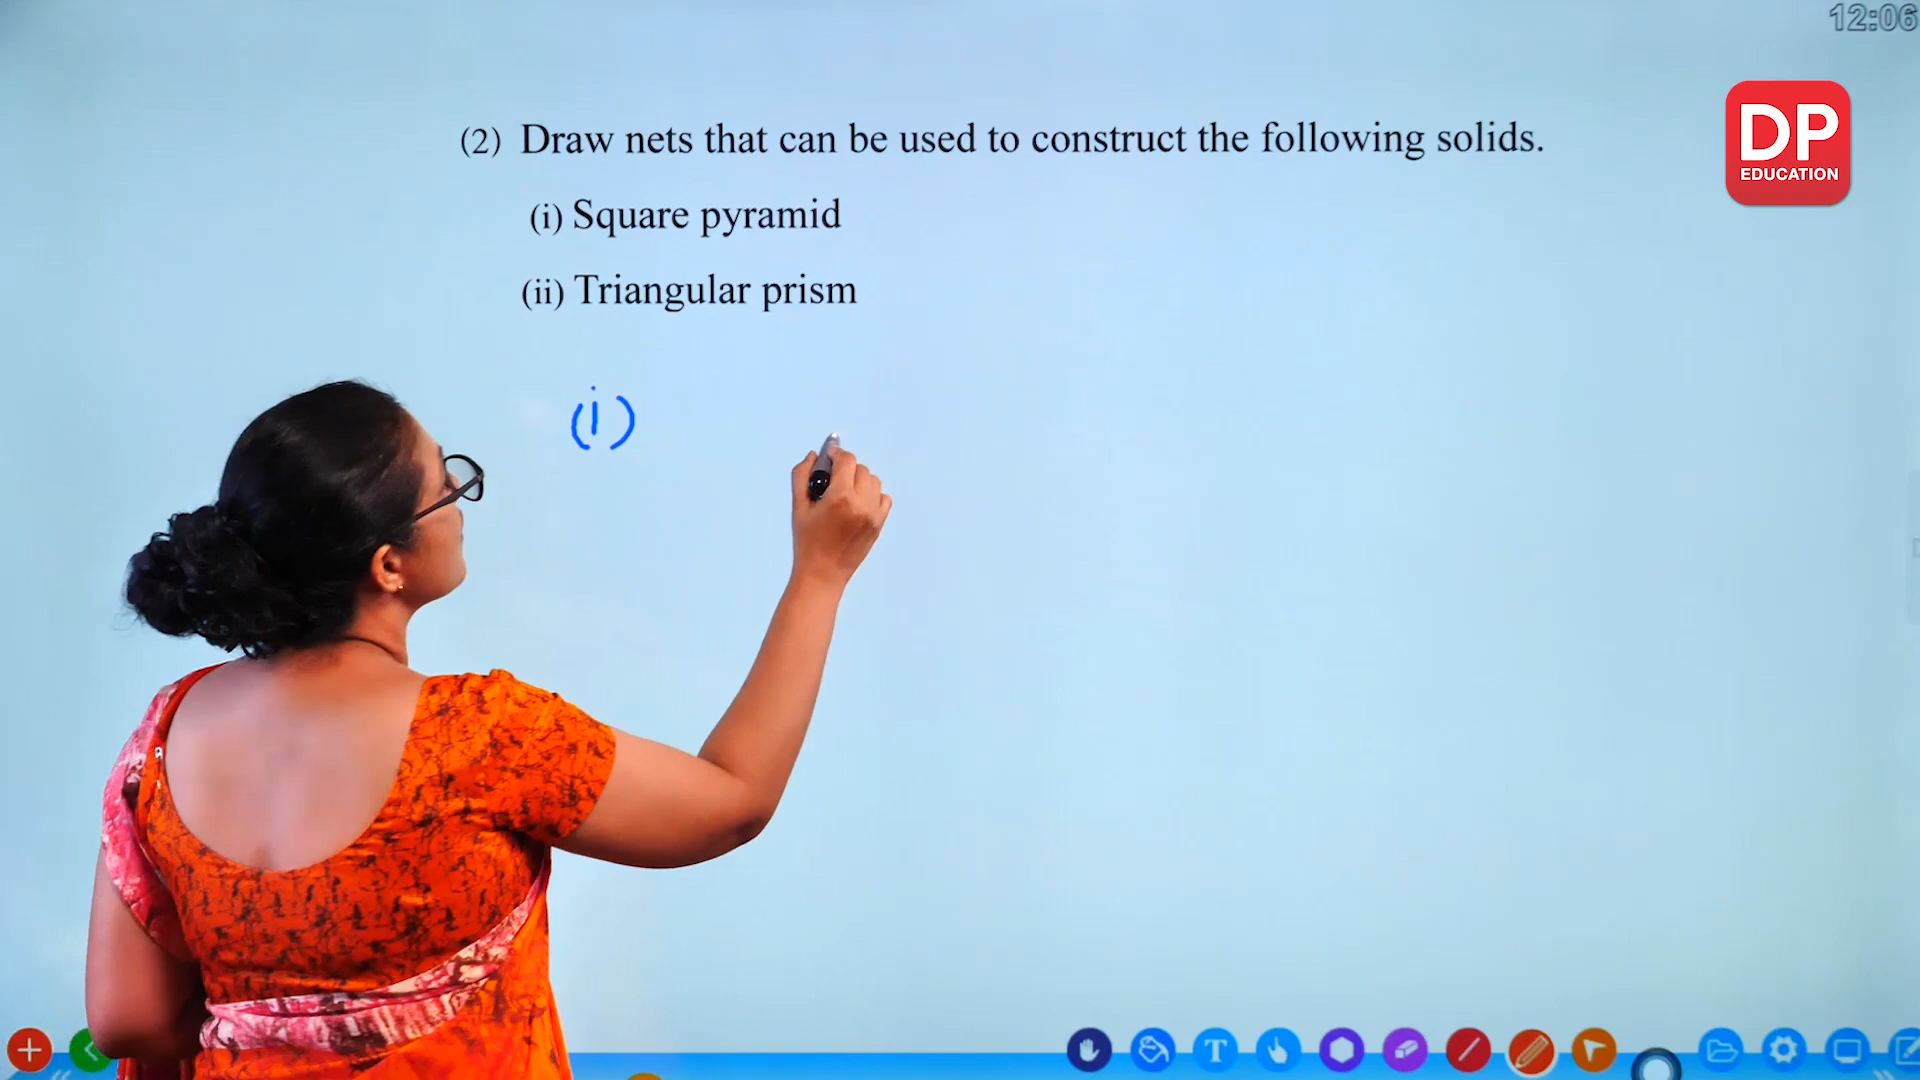 12:06
DP
EDUCATION
(2) Draw nets that can be used to construct the following solids.
(i) Square pyramid
(ii) Triangular prism
(i)
T